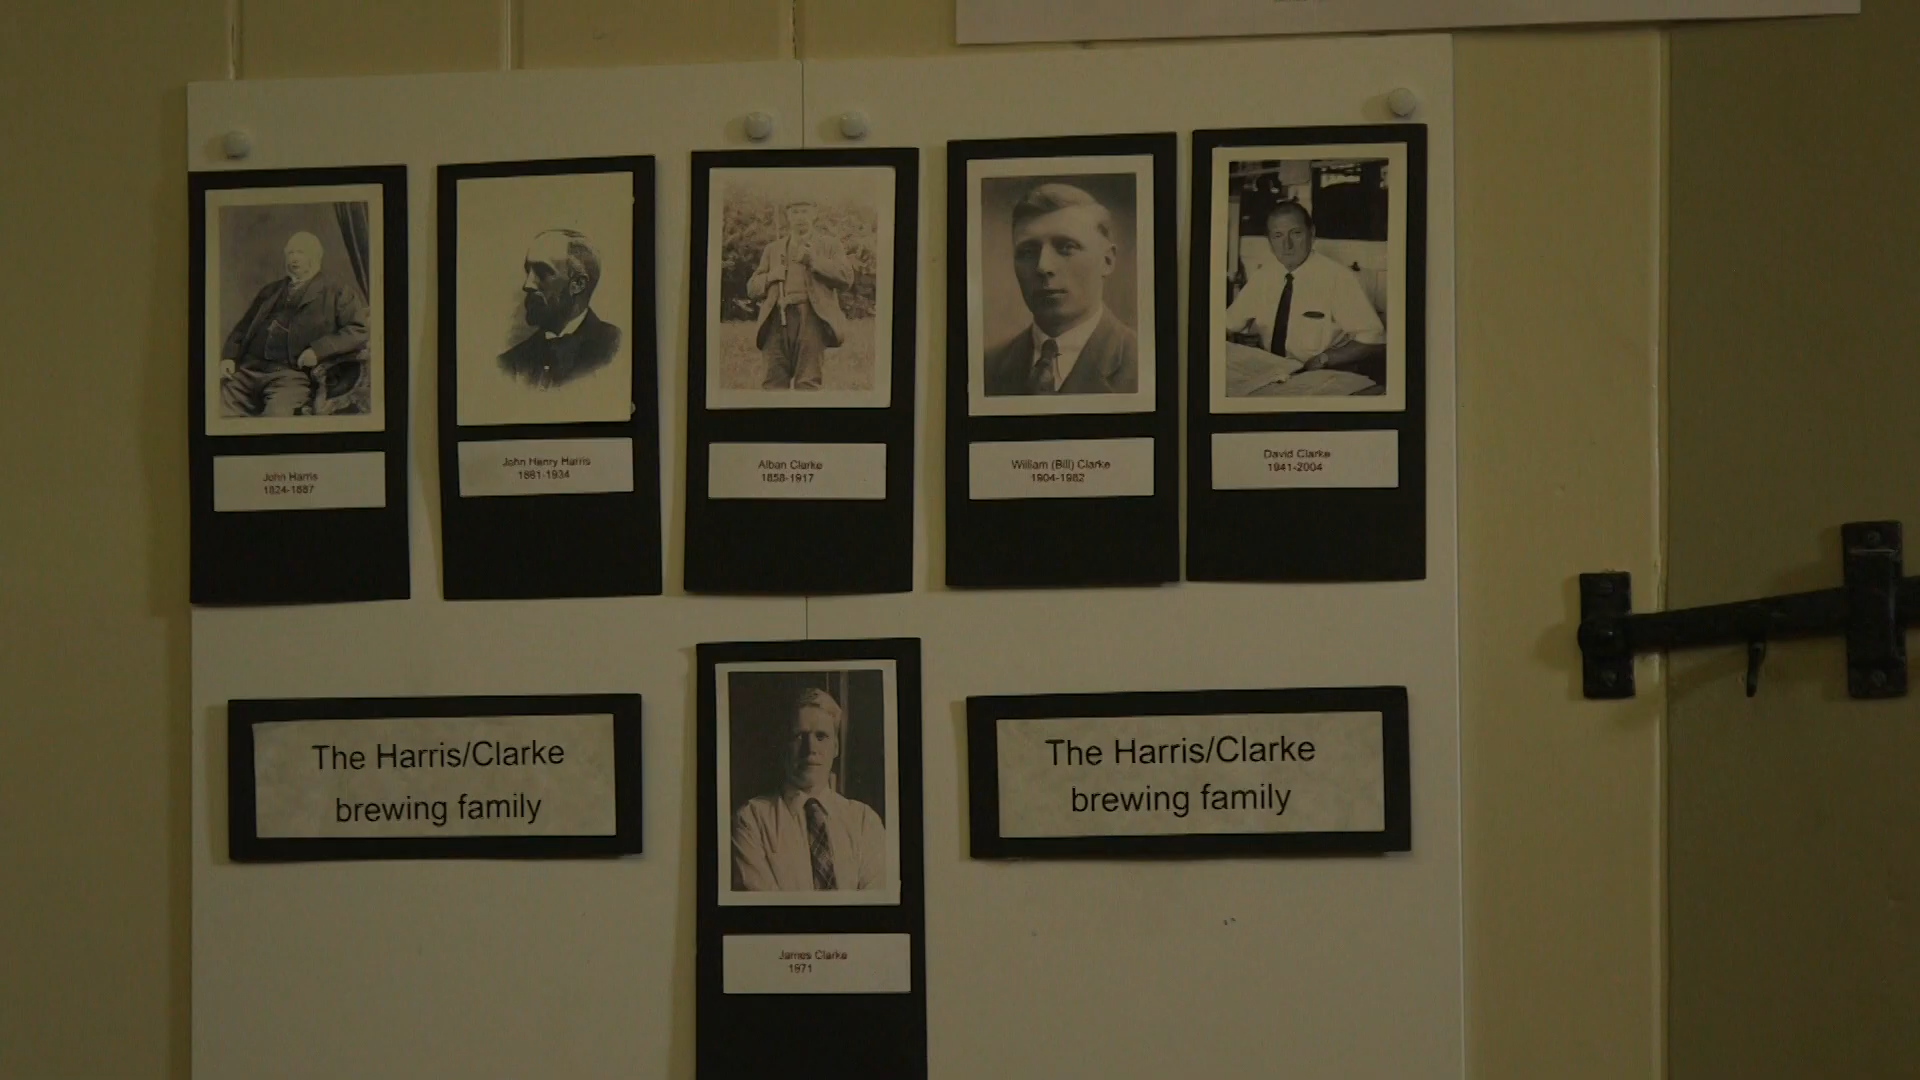 John Harris
1824-1887
John Henry Harris
1861-1934
Alban Clarke
1858-1917
William (Bill) Clarke
1904-1982
David Clarke
1941-2004
The Harris/Clarke
brewing family
The Harris/Clarke
brewing family
James Clarke
1971